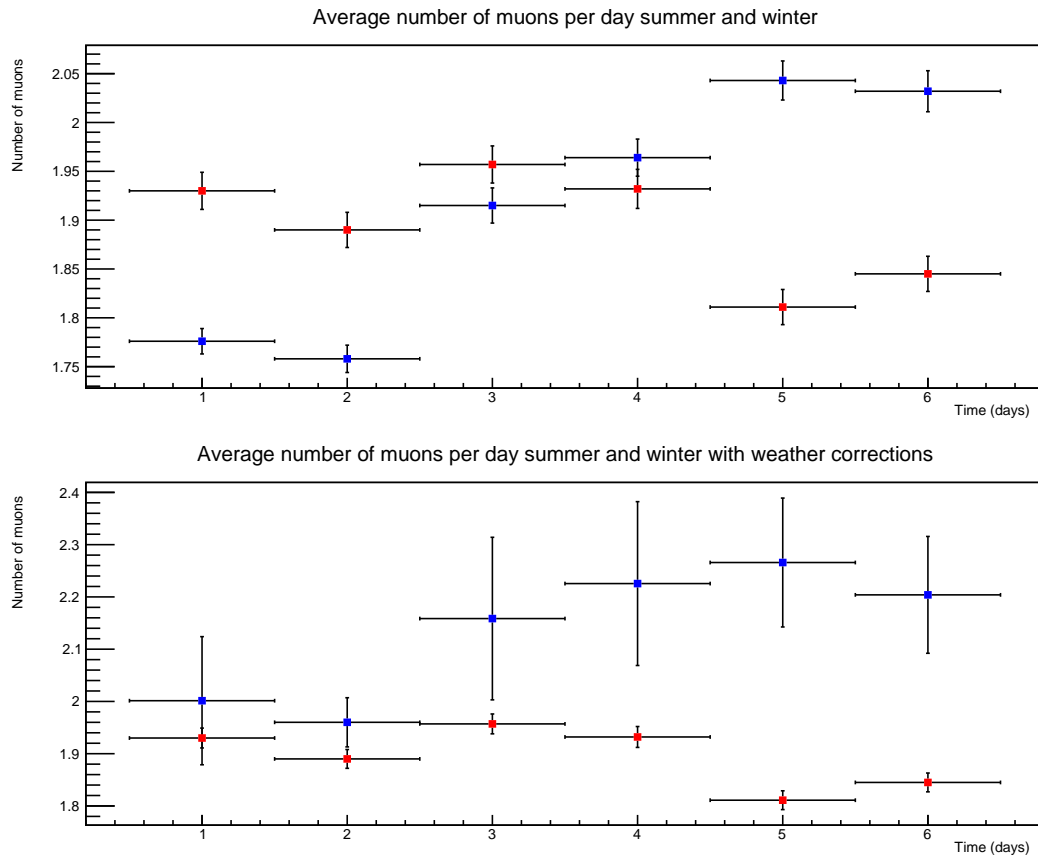 Average number of muons per day summer and winter
Number of muons
2.05
2
1.95
1.9
1.85
1.8
1.75
1 2 3 4 5 6
Time (days)
Average number of muons per day summer and winter with weather corrections
Number of muons
2.4
2.3
2.2
2.1
2
1.9
1.8
1 2 3 4 5 6
Time (days)